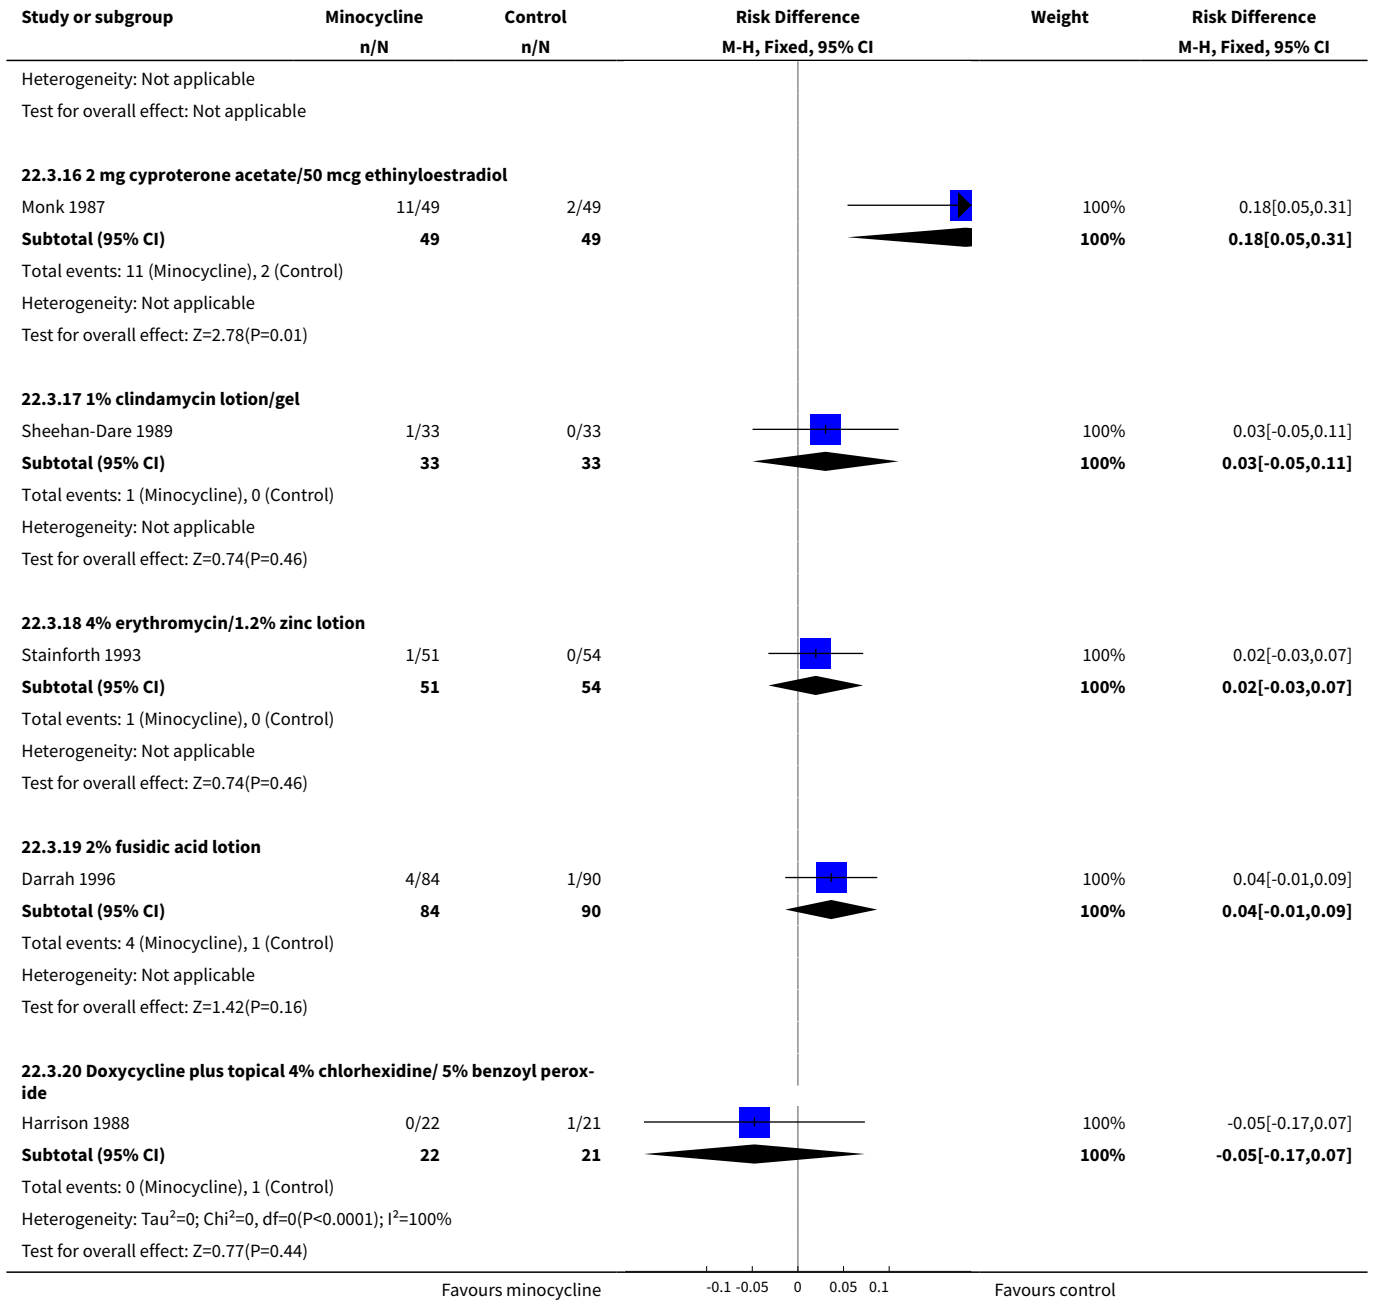 Study or subgroup Minocycline Control Risk Difference Weight Risk Difference
n/N n/N M-H, Fixed, 95% CI M-H, Fixed, 95% CI
Heterogeneity: Not applicable
Test for overall effect: Not applicable
22.3.16 2 mg cyproterone acetate/50 mcg ethinyloestradiol
Monk 1987 11/49 2/49 100% 0.18[0.05,0.31]
Subtotal (95% CI) 49 49 100% 0.18[0.05,0.31]
Total events: 11 (Minocycline), 2 (Control)
Heterogeneity: Not applicable
Test for overall effect: Z=2.78(P=0.01)
22.3.17 1% clindamycin lotion/gel
Sheehan-Dare 1989 1/33 0/33 100% 0.03[-0.05,0.11]
Subtotal (95% CI) 33 33 100% 0.03[-0.05,0.11]
Total events: 1 (Minocycline), 0 (Control)
Heterogeneity: Not applicable
Test for overall effect: Z=0.74(P=0.46)
22.3.18 4% erythromycin/1.2% zinc lotion
Stainforth 1993 1/51 0/54 100% 0.02[-0.03,0.07]
Subtotal (95% CI) 51 54 100% 0.02[-0.03,0.07]
Total events: 1 (Minocycline), 0 (Control)
Heterogeneity: Not applicable
Test for overall effect: Z=0.74(P=0.46)
22.3.19 2% fusidic acid lotion
Darrah 1996 4/84 1/90 100% 0.04[-0.01,0.09]
Subtotal (95% CI) 84 90 100% 0.04[-0.01,0.09]
Total events: 4 (Minocycline), 1 (Control)
Heterogeneity: Not applicable
Test for overall effect: Z=1.42(P=0.16)
22.3.20 Doxycycline plus topical 4% chlorhexidine/ 5% benzoyl perox-
ide
Harrison 1988 0/22 1/21 100% -0.05[-0.17,0.07]
Subtotal (95% CI) 22 21 100% -0.05[-0.17,0.07]
Total events: 0 (Minocycline), 1 (Control)
Heterogeneity: Tau²=0; Chi²=0, df=0(P<0.0001); I²=100%
Test for overall effect: Z=0.77(P=0.44)
Favours minocycline -0.1 -0.05 0 0.05 0.1 Favours control